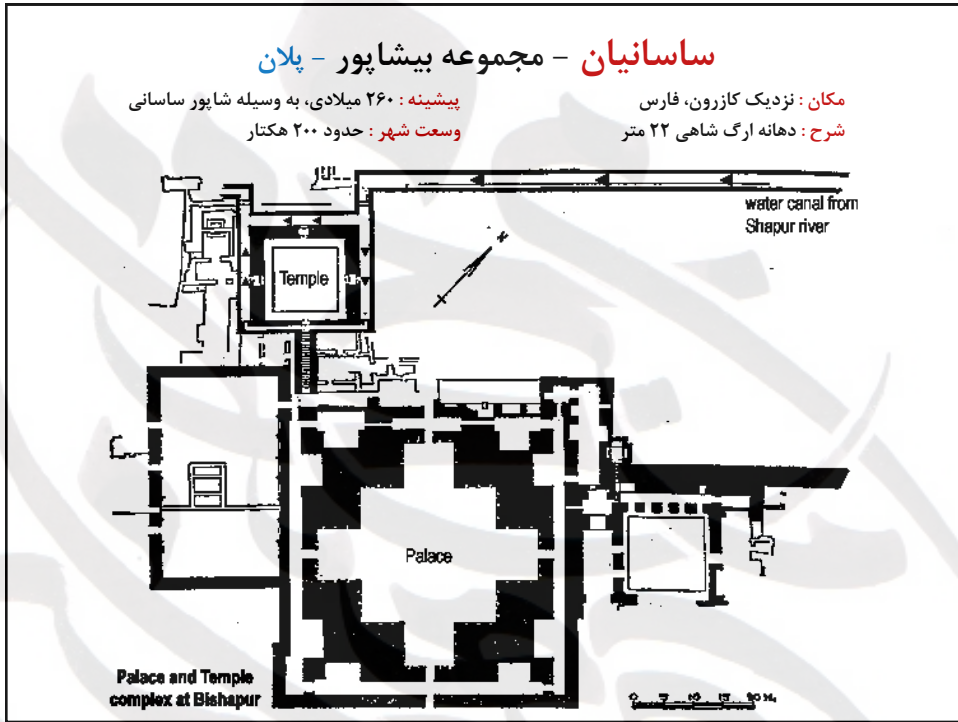 ساسانیان - مجموعه بیشاپور - پلان
مکان : نزدیک کازرون، فارس
پیشینه : ۲۶۰ میلادی، به وسیله شاپور ساسانی
شرح : دهانه ارگ شاهی ۲۲ متر
وسعت شهر : حدود ۲۰۰ هکتار
water canal from
Shapur river
N
Temple
Palace
Palace and Temple
complex at Bishapur